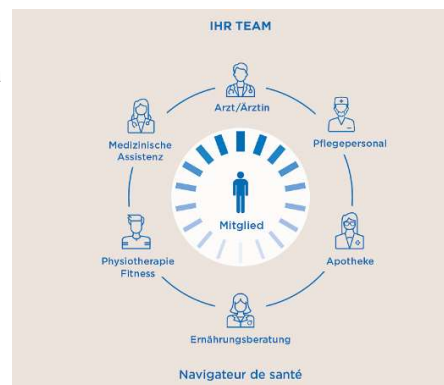 IHR TEAM
Arzt/Ärztin
Medizinische
Assistenz
Pflegepersonal
Mitglied
Physiotherapie
Fitness
Apotheke
Ernährungsberatung
Navigateur de santé